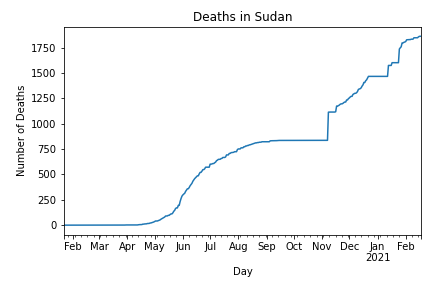 Deaths in Sudan
Number of Deaths
1750
1500
1250
1000
750
500
250
0
Feb Mar Apr May Jun Jul Aug Sep Oct Nov Dec Jan Feb
2021
Day